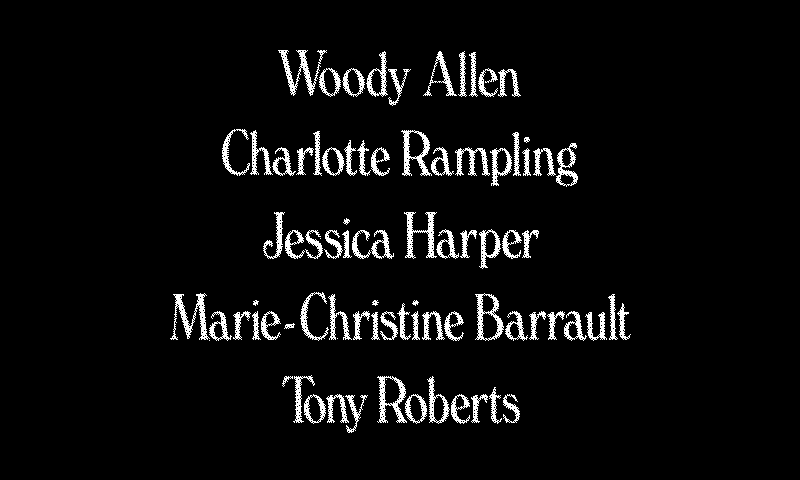 Woody Allen
Charlotte Rampling
Jessica Harper
Marie-Christine Barrault
Tony Roberts